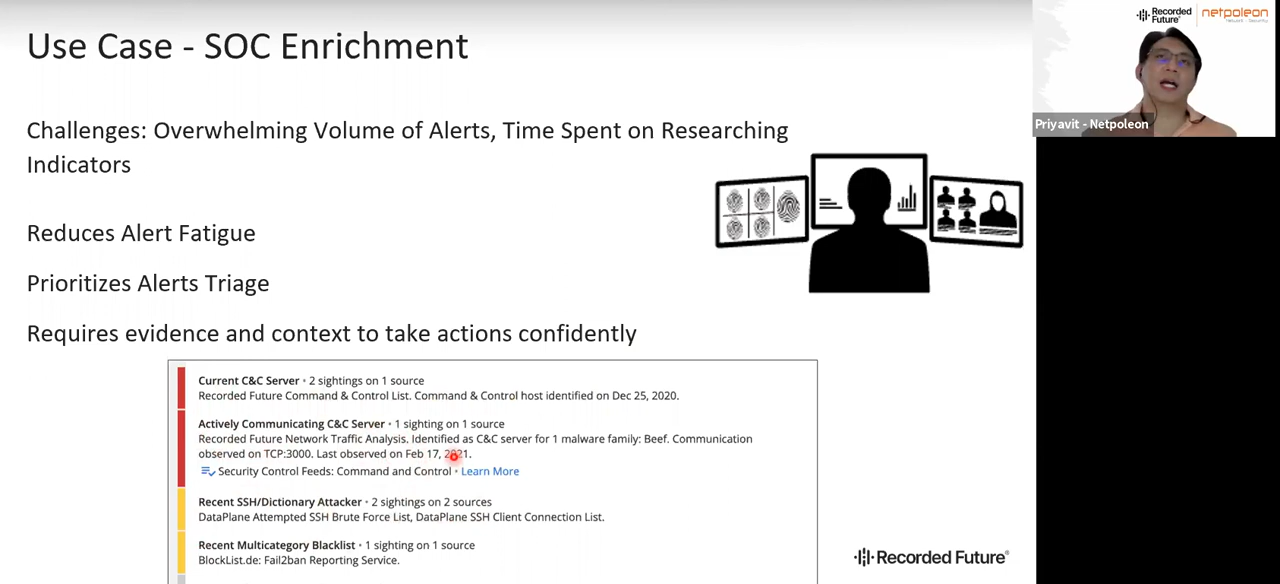 Use Case - SOC Enrichment
Challenges: Overwhelming Volume of Alerts, Time Spent on Researching
Indicators
Reduces Alert Fatigue
Prioritizes Alerts Triage
Requires evidence and context to take actions confidently
Current C&C Server • 2 sightings on 1 source
Recorded Future Command & Control List. Command & Control host identified on Dec 25, 2020.
Actively Communicating C&C Server • 1 sighting on 1 source
Recorded Future Network Traffic Analysis. Identified as C&C server for 1 malware family: Beef. Communication
observed on TCP:3000. Last observed on Feb 17, 2021.
Security Control Feeds: Command and Control • Learn More
Recent SSH/Dictionary Attacker • 2 sightings on 2 sources
DataPlane Attempted SSH Brute Force List, DataPlane SSH Client Connection List.
Recent Multicategory Blacklist • 1 sighting on 1 source
BlockList.de: Fail2ban Reporting Service.
Recorded Future®
Recorded
Future®
netpoleon
Priyavit - Netpoleon